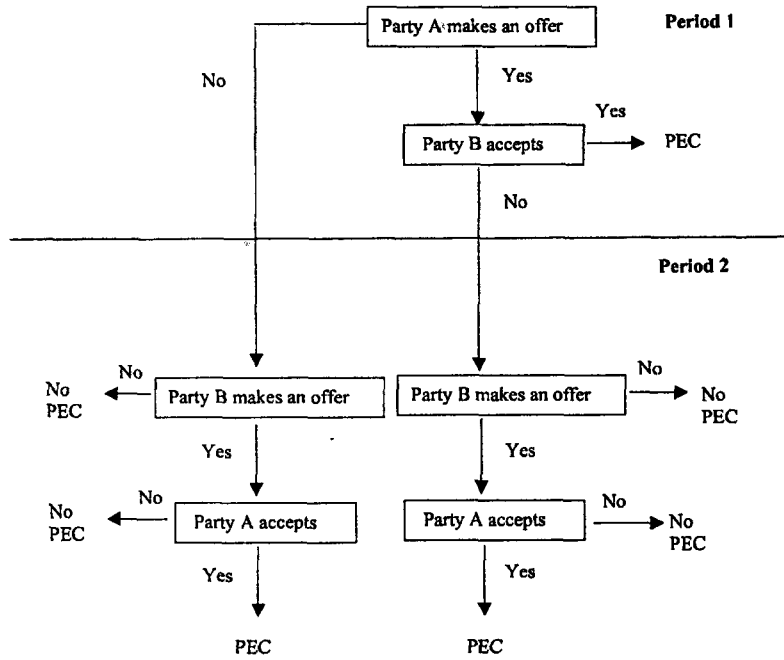 Party A makes an offer
Period 1
No
Yes
Yes
Party B accepts
PEC
No
Period 2
No
No
PEC
Party B makes an offer
Party B makes an offer
No
No
PEC
Yes
Yes
No
No
PEC
Party A accepts
Party A accepts
No
No
PEC
Yes
Yes
PEC
PEC